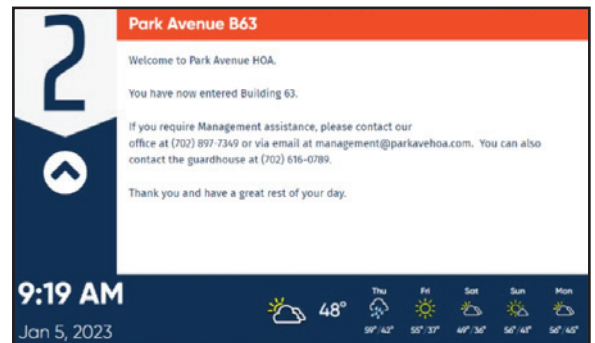 2
Park Avenue B63
Welcome to Park Avenue HOA.
You have now entered Building 63.
If you require Management assistance, please contact our
office at (702) 897-7349 or via email at management@parkavehoa.com. You can also
contact the guardhouse at (702) 616-0789.
Thank you and have a great rest of your day.
9:19 AM
Jan 5, 2023
48°
Thu Fri Sat Sun Mon
59°/42° 55°/37° 49°/36° 56°/41° 56°/45°